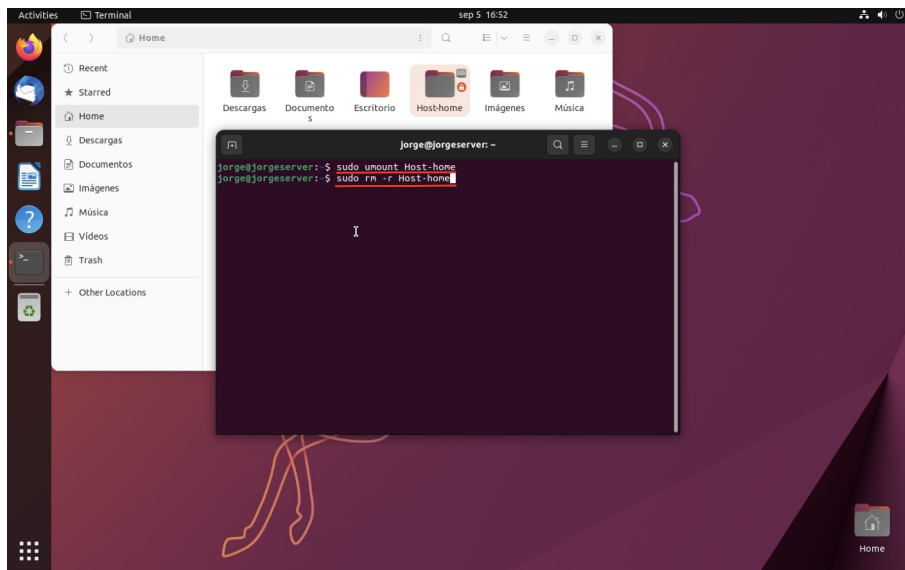 Activities
Terminal
sep 5 16:52
Home
Recent
Starred
Home
Descargas
Documentos
Imágenes
Música
Vídeos
Trash
+ Other Locations
Descargas
Documento
s
Escritorio
Host-home
Imágenes
Música
jorge@jorgeserver: ~
jorge@jorgeserver:~$ sudo umount Host-home
jorge@jorgeserver:~$ sudo rm -r Host-home
Home